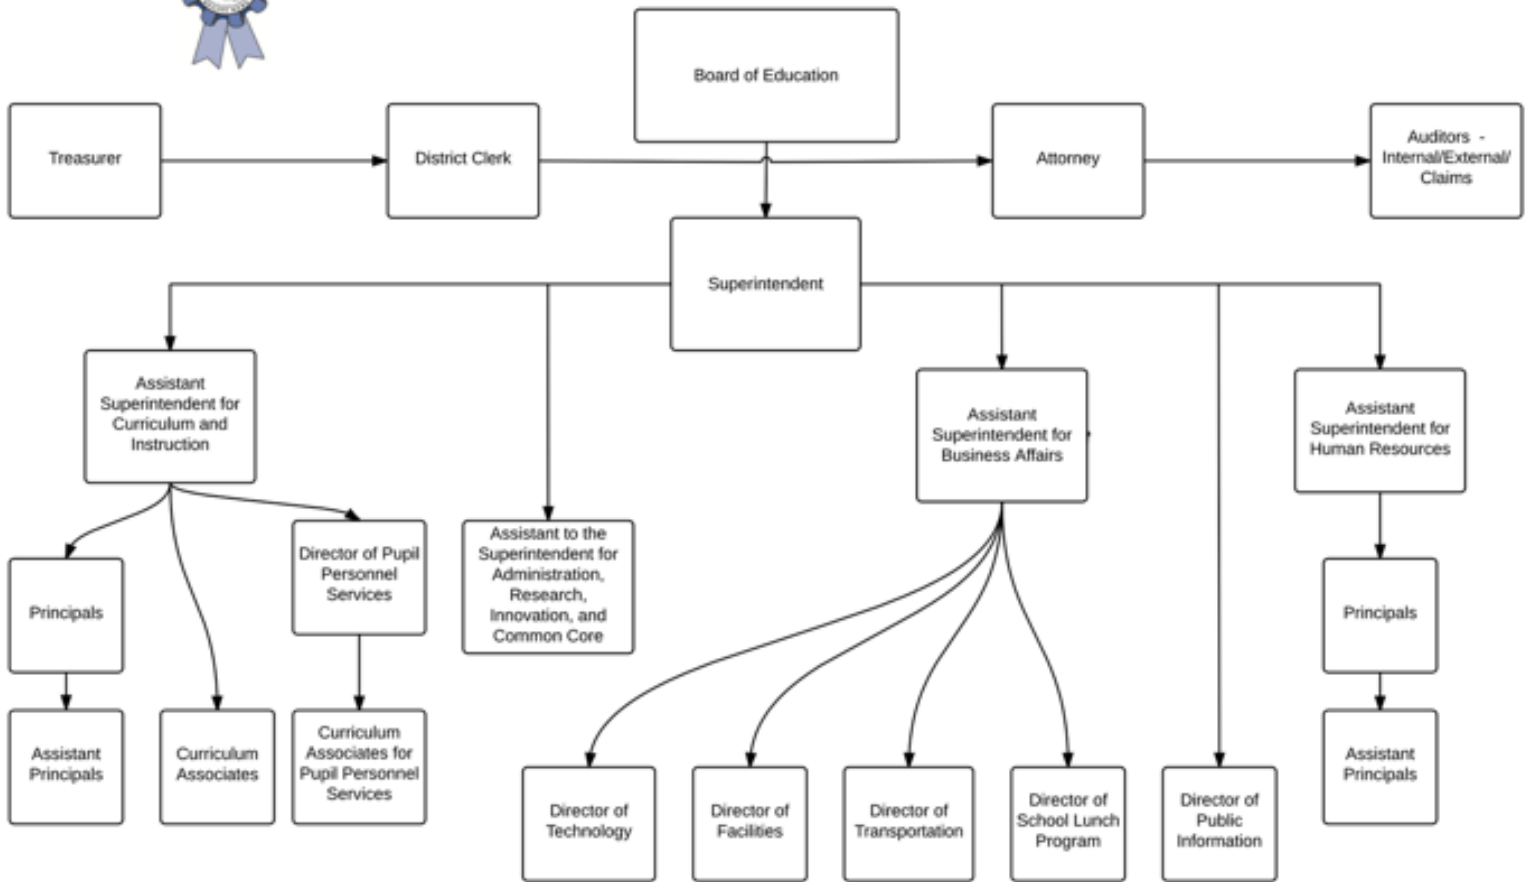 Board of Education
Treasurer
District Clerk
Attorney
Auditors -
Internal/External/
Claims
Superintendent
Assistant
Superintendent for
Curriculum and
Instruction
Assistant
Superintendent for
Business Affairs
Assistant
Superintendent for
Human Resources
Principals
Director of Pupil
Personnel
Services
Assistant to the
Superintendent for
Administration,
Research,
Innovation, and
Common Core
Principals
Assistant
Principals
Curriculum
Associates
Curriculum
Associates for
Pupil Personnel
Services
Assistant
Principals
Director of
Technology
Director of
Facilities
Director of
Transportation
Director of
School Lunch
Program
Director of
Public
Information